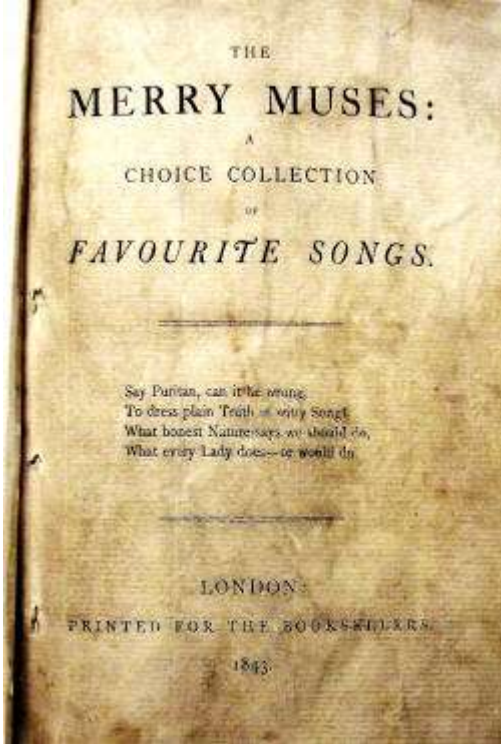 THE
MERRY MUSES:
A
CHOICE COLLECTION
OF
FAVOURITE SONGS.
Say Puritan, can it be wrong,
To dress plain Truth in witty Song?
What honest Nature says we should do,
What every Lady does—or would do.
LONDON:
PRINTED FOR THE BOOKSELLERS.
1843.